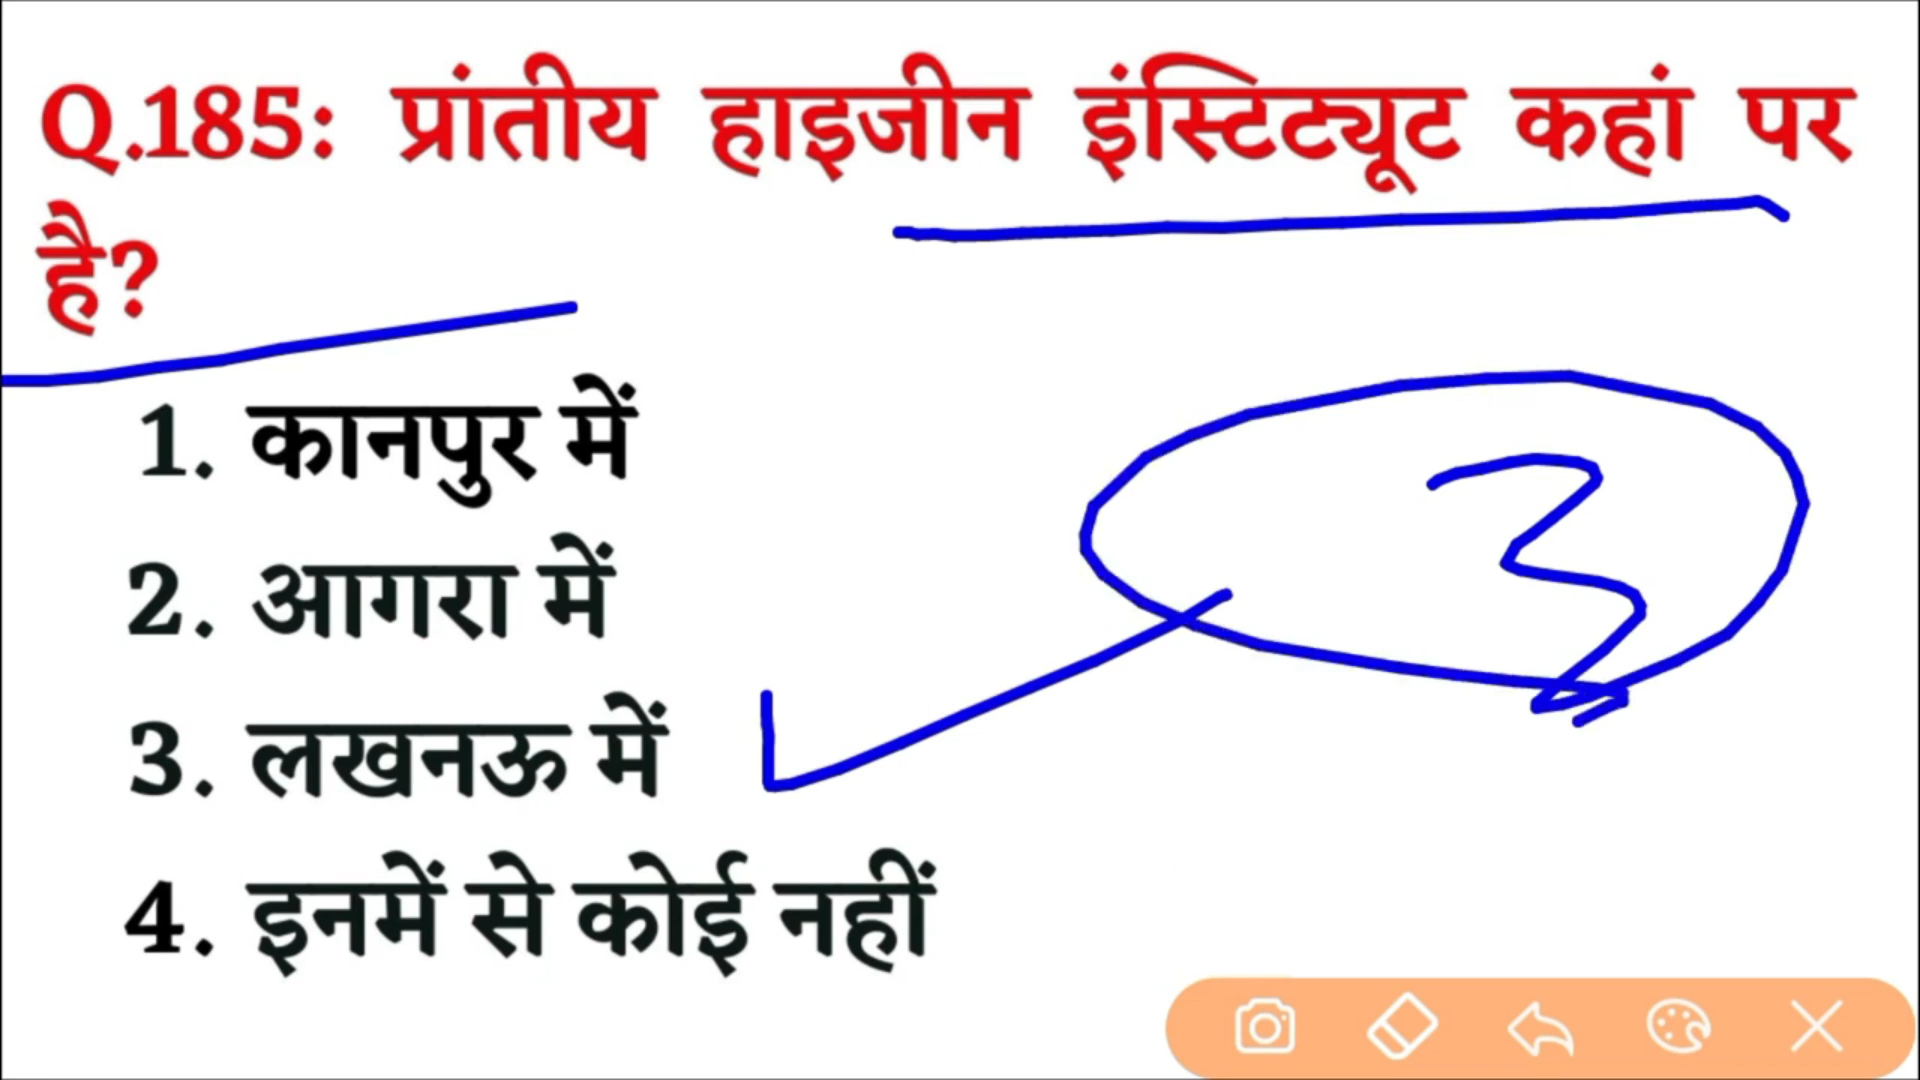 Q.185: प्रांतीय हाइजीन इंस्टिट्यूट कहां पर
है?
1. कानपुर में
2. आगरा में
3. लखनऊ में
4. इनमें से कोई नहीं
3